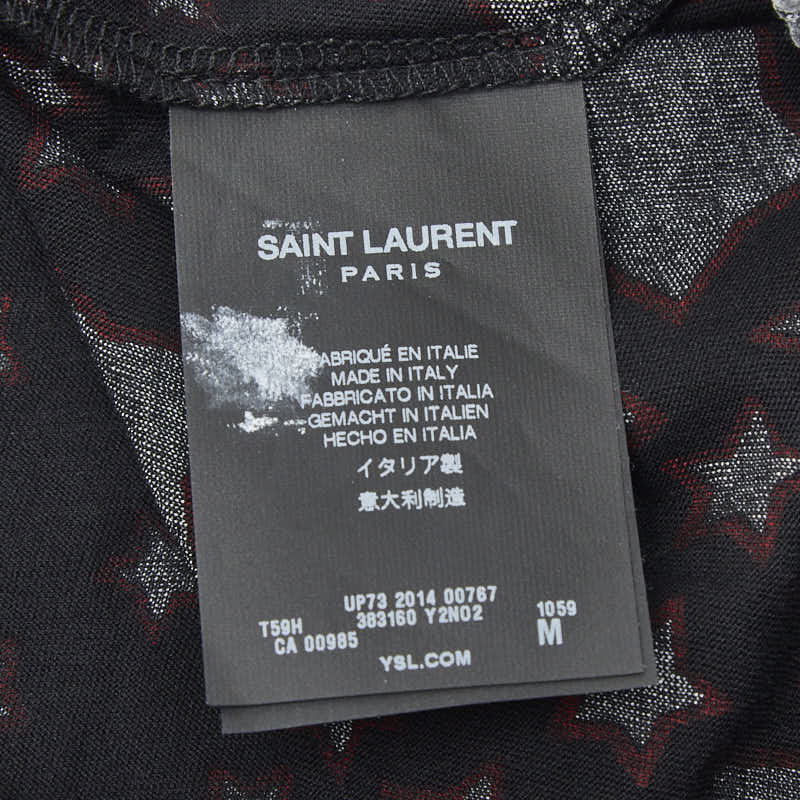 SAINT LAURENT
PARIS
FABRIQUÉ EN ITALIE
MADE IN ITALY
FABBRICATO IN ITALIA
GEMACHT IN ITALIEN
HECHO EN ITALIA
イタリア製
意大利制造
UP73 2014 00767
T59H 383160 Y2N02 1059
CA 00985 M
YSL.COM